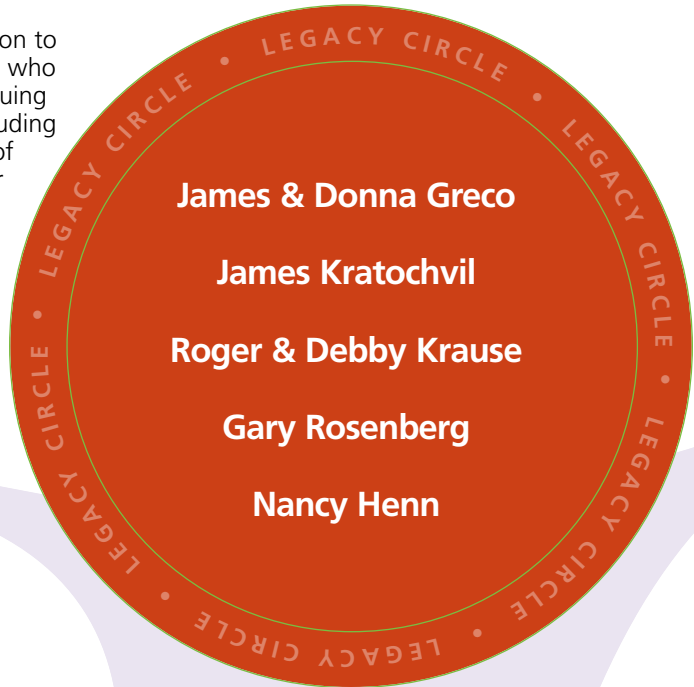 on to
who
uing
uding
of
r
LEGACY CIRCLE • LEGACY CIRCLE • LEGACY CIRCLE • LEGACY CIRCLE • LEGACY CIRCLE • LEGACY CIRCLE •
James & Donna Greco
James Kratochvil
Roger & Debby Krause
Gary Rosenberg
Nancy Henn